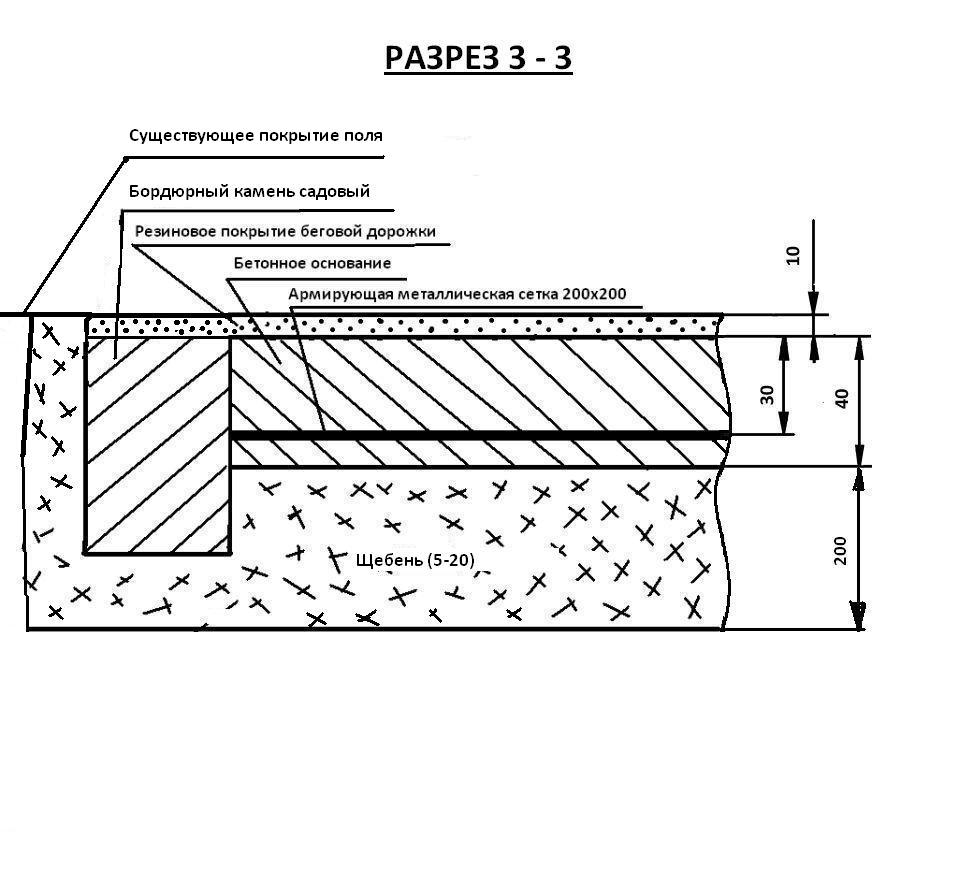 РАЗРЕЗ 3 - 3
Существующее покрытие поля
Бордюрный камень садовый
Резиновое покрытие беговой дорожки
Бетонное основание
Армирующая металлическая сетка 200х200
10
30
40
200
Щебень (5-20)